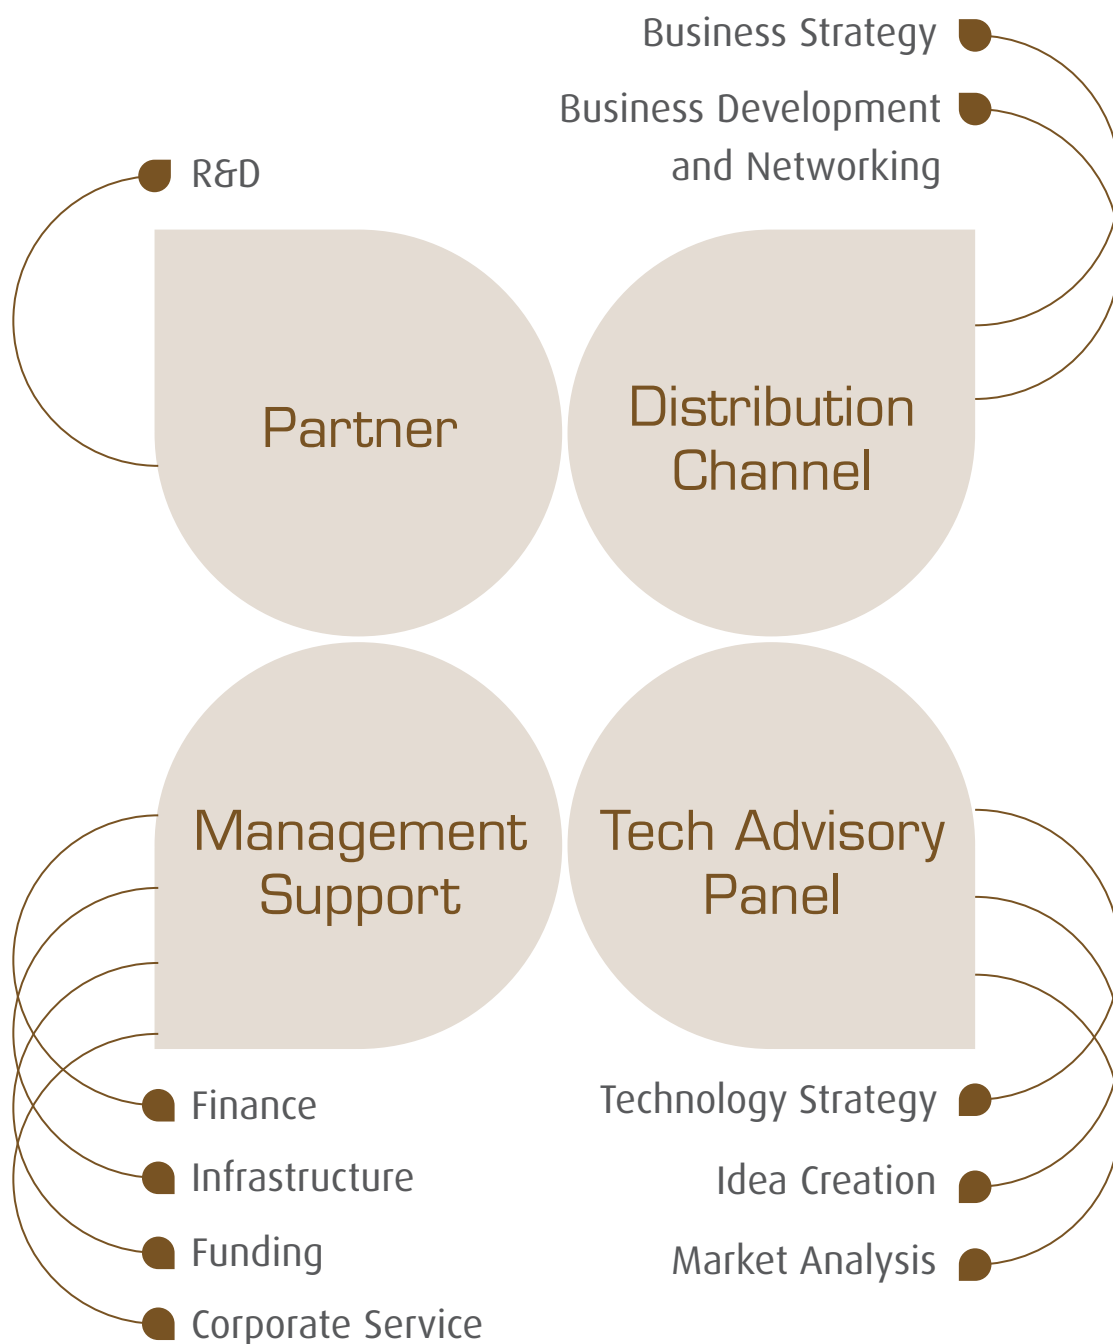 Business Strategy
Business Development
and Networking
R&D
Partner
Distribution
Channel
Management
Support
Tech Advisory
Panel
Finance
Infrastructure
Funding
Corporate Service
Technology Strategy
Idea Creation
Market Analysis